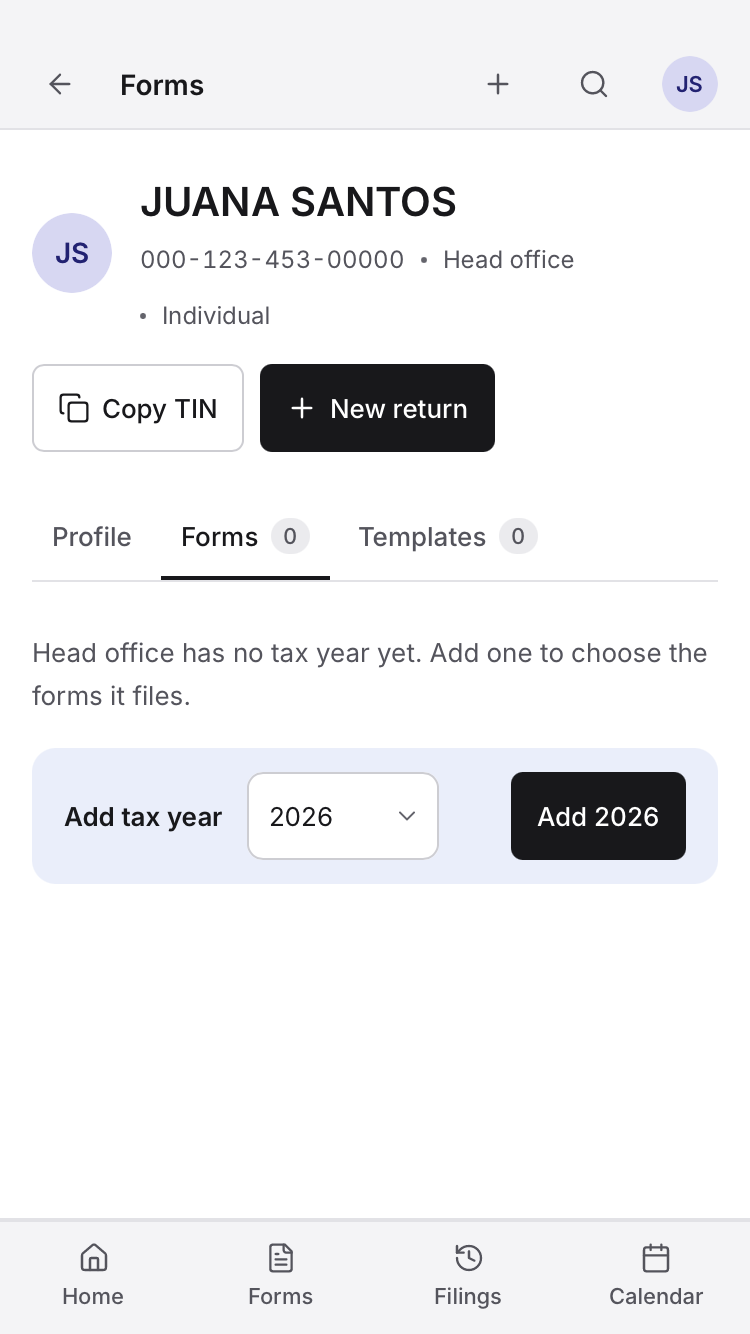 Forms
JS
JUANA SANTOS
JS
000-123-453-00000 • Head office
• Individual
Copy TIN
New return
Profile
Forms 0
Templates 0
Head office has no tax year yet. Add one to choose the
forms it files.
Add tax year
2026
Add 2026
Home
Forms
Filings
Calendar